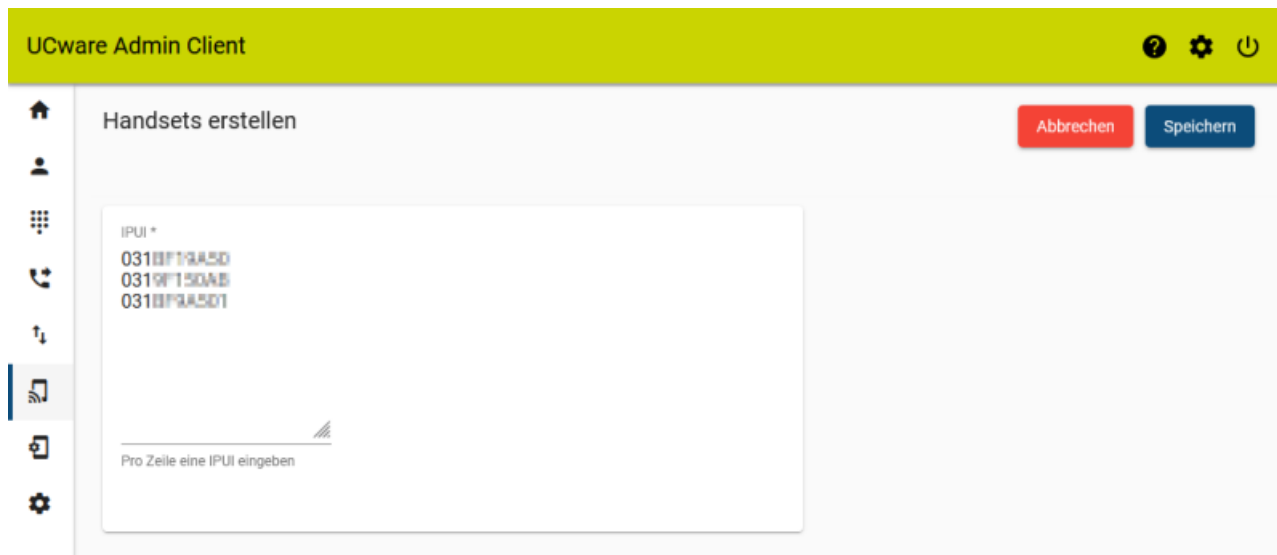 UCware Admin Client
Handsets erstellen
Abbrechen
Speichern
IPUI *
031
031
031
Pro Zeile eine IPUI eingeben